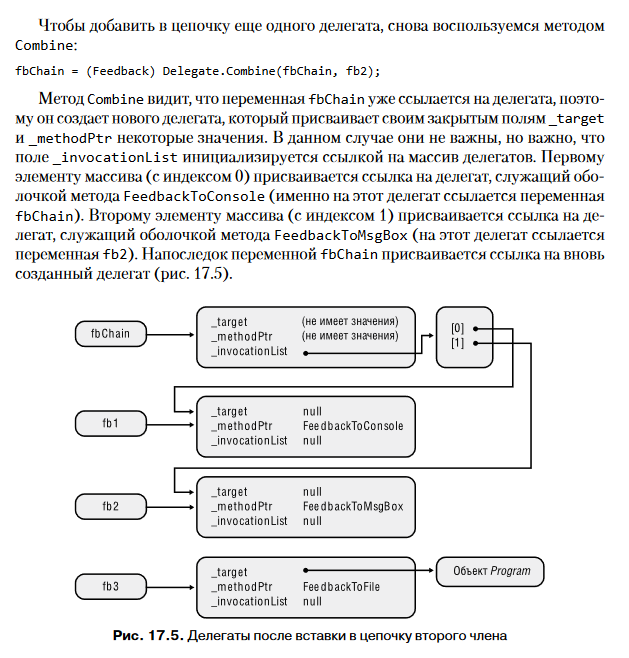 Чтобы добавить в цепочку еще одного делегата, снова воспользуемся методом
Combine:
fbChain = (Feedback) Delegate.Combine(fbChain, fb2);
Метод Combine видит, что переменная fbChain уже ссылается на делегата, поэто-
му он создает нового делегата, который присваивает своим закрытым полям _target
и _methodPtr некоторые значения. В данном случае они не важны, но важно, что
поле _invocationList инициализируется ссылкой на массив делегатов. Первому
элементу массива (с индексом 0) присваивается ссылка на делегат, служащий обо-
лочкой метода FeedbackToConsole (именно на этот делегат ссылается переменная
fbChain). Второму элементу массива (с индексом 1) присваивается ссылка на де-
легат, служащий оболочкой метода FeedbackToMsgBox (на этот делегат ссылается
переменная fb2). Напоследок переменной fbChain присваивается ссылка на вновь
созданный делегат (рис. 17.5).
fbChain
_target (не имеет значения)
_methodPtr (не имеет значения)
_invocationList
[0]
[1]
fb1
_target null
_methodPtr FeedbackToConsole
_invocationList null
fb2
_target null
_methodPtr FeedbackToMsgBox
_invocationList null
fb3
_target
_methodPtr FeedbackToFile
_invocationList null
Объект Program
Рис. 17.5. Делегаты после вставки в цепочку второго члена